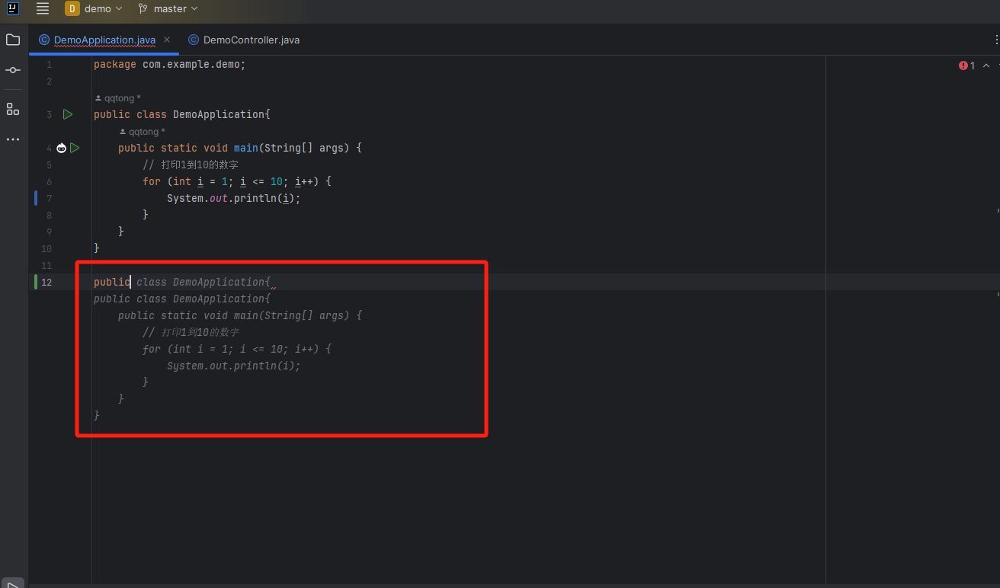 IJ
D demo master
DemoApplication.java DemoController.java
1 package com.example.demo; 1
2
qqtong *
3 public class DemoApplication{
qqtong *
4 public static void main(String[] args) {
5 // 打印1到10的数字
6 for (int i = 1; i <= 10; i++) {
7 System.out.println(i);
8 }
9 }
10 }
11
12 public class DemoApplication{
public class DemoApplication{
public static void main(String[] args) {
// 打印1到10的数字
for (int i = 1; i <= 10; i++) {
System.out.println(i);
}
}
}